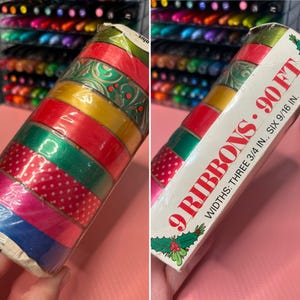 9 RIBBONS • 90 FT
WIDTHS: THREE 3/4 IN., SIX 9/16 IN.